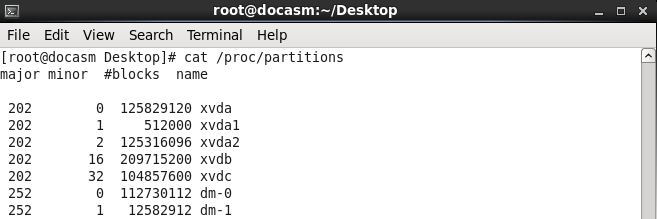 root@docasm:~/Desktop
File Edit View Search Terminal Help
[root@docasm Desktop]# cat /proc/partitions
major minor  #blocks  name
 202        0  125829120 xvda
 202        1     512000 xvda1
 202        2  125316096 xvda2
 202       16  209715200 xvdb
 202       32  104857600 xvdc
 252        0  112730112 dm-0
 252        1   12582912 dm-1